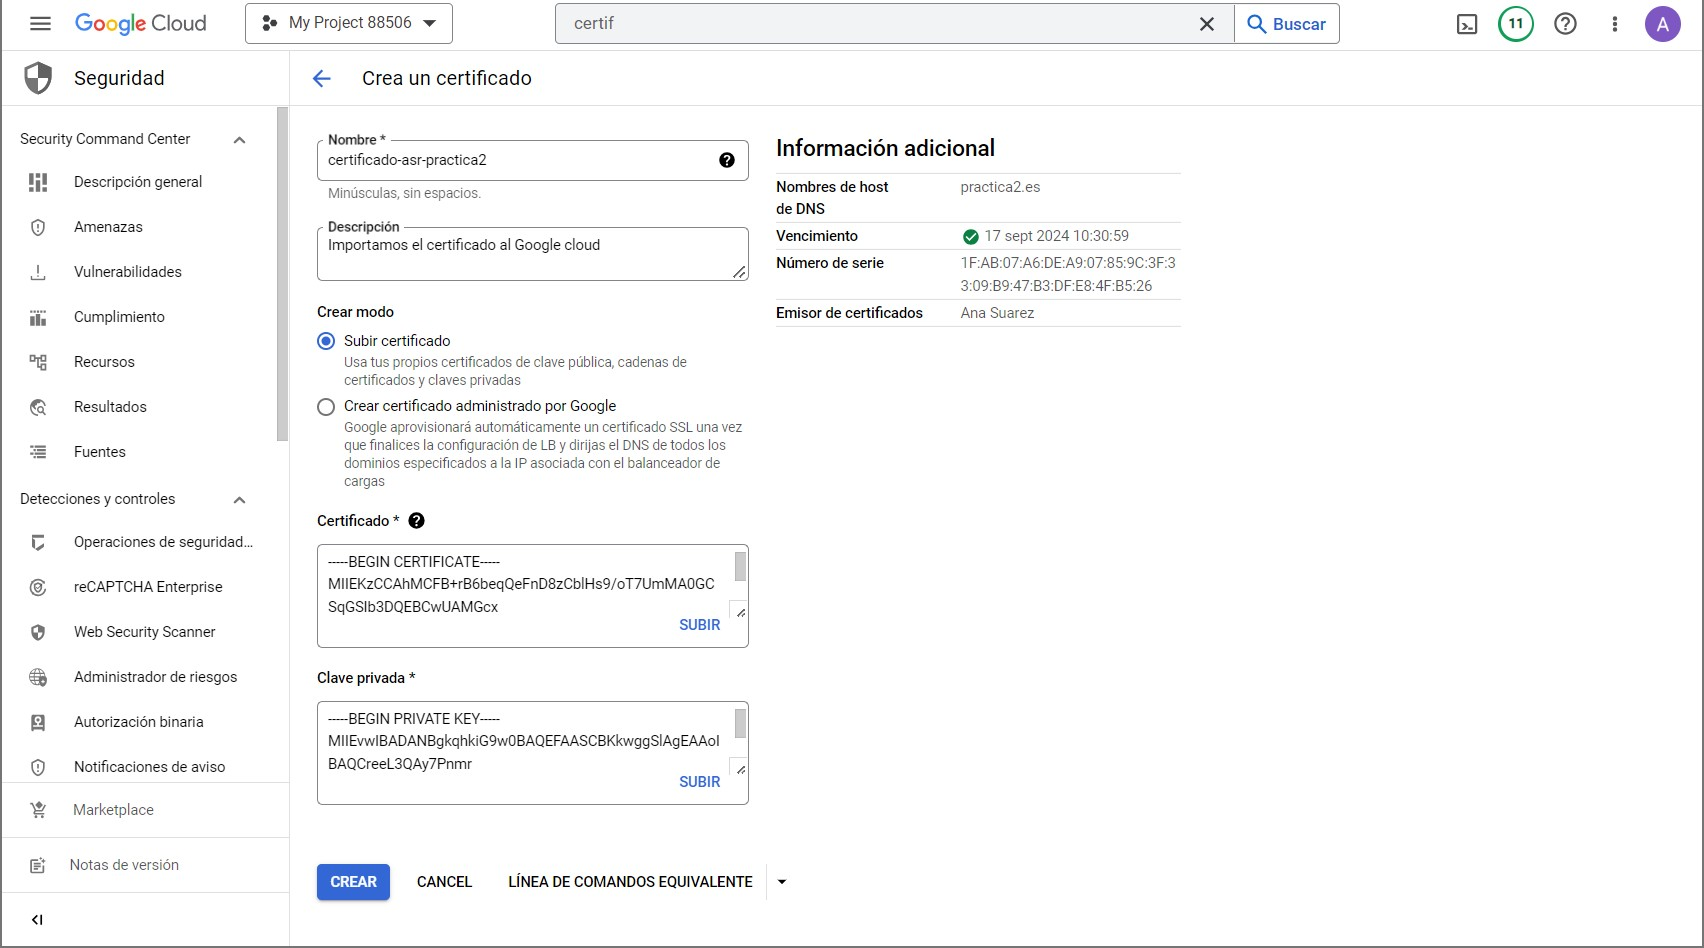 Google Cloud
My Project 88506
certif
Buscar
11
A
Seguridad
Crea un certificado
Security Command Center
Descripción general
Amenazas
Vulnerabilidades
Cumplimiento
Recursos
Resultados
Fuentes
Detecciones y controles
Operaciones de seguridad...
reCAPTCHA Enterprise
Web Security Scanner
Administrador de riesgos
Autorización binaria
Notificaciones de aviso
Marketplace
Notas de versión
Nombre *
certificado-asr-practica2
Minúsculas, sin espacios.
Descripción
Importamos el certificado al Google cloud
Crear modo
Subir certificado
Usa tus propios certificados de clave pública, cadenas de
certificados y claves privadas
Crear certificado administrado por Google
Google aprovisionará automáticamente un certificado SSL una vez
que finalices la configuración de LB y dirijas el DNS de todos los
dominios especificados a la IP asociada con el balanceador de
cargas
Certificado *
-----BEGIN CERTIFICATE-----
MIIEKzCCAhMCFB+rB6beqQeFnD8zCblHs9/oT7UmMA0GC
SqGSIb3DQEBCwUAMGcx
SUBIR
Clave privada *
-----BEGIN PRIVATE KEY-----
MIIEvwIBADANBgkqhkiG9w0BAQEFAASCBKkwggSlAgEAAoI
BAQCreeL3QAy7Pnmr
SUBIR
CREAR
CANCEL
LÍNEA DE COMANDOS EQUIVALENTE
Información adicional
Nombres de host
de DNS
practica2.es
Vencimiento
17 sept 2024 10:30:59
Número de serie
1F:AB:07:A6:DE:A9:07:85:9C:3F:3
3:09:B9:47:B3:DF:E8:4F:B5:26
Emisor de certificados
Ana Suarez